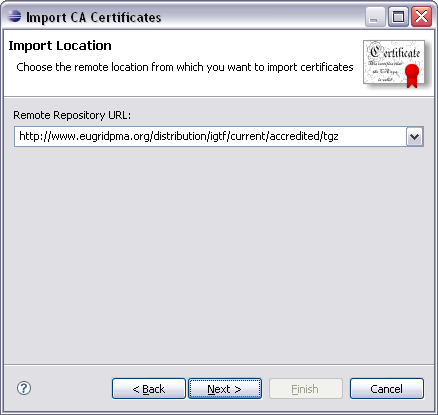 Import CA Certificates
Import Location
Choose the remote location from which you want to import certificates
Certificate
Remote Repository URL:
http://www.eugridpma.org/distribution/igtf/current/accredited/tgz
?
< Back
Next >
Finish
Cancel